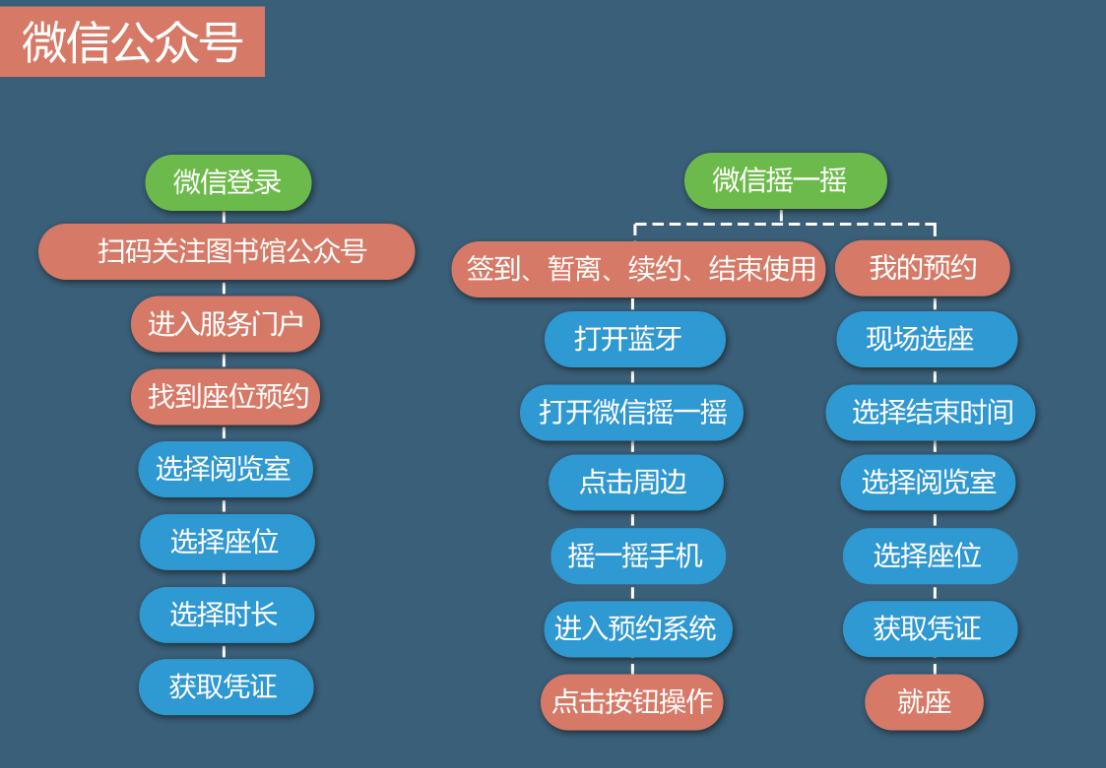 微信公众号
微信登录
扫码关注图书馆公众号
进入服务门户
找到座位预约
选择阅览室
选择座位
选择时长
获取凭证
微信摇一摇
签到、暂离、续约、结束使用
打开蓝牙
打开微信摇一摇
点击周边
摇一摇手机
进入预约系统
点击按钮操作
我的预约
现场选座
选择结束时间
选择阅览室
选择座位
获取凭证
就座